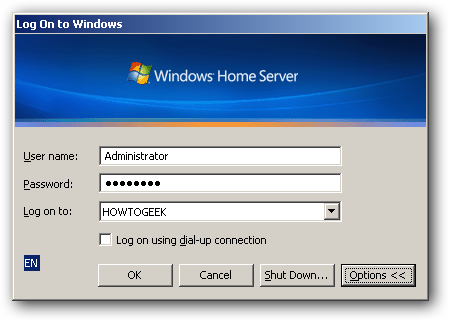 Log On to Windows
Windows Home Server
User name: Administrator
Password: ●●●●●●●●
Log on to: HOWTOGEEK
Log on using dial-up connection
EN
OK Cancel Shut Down... Options <<